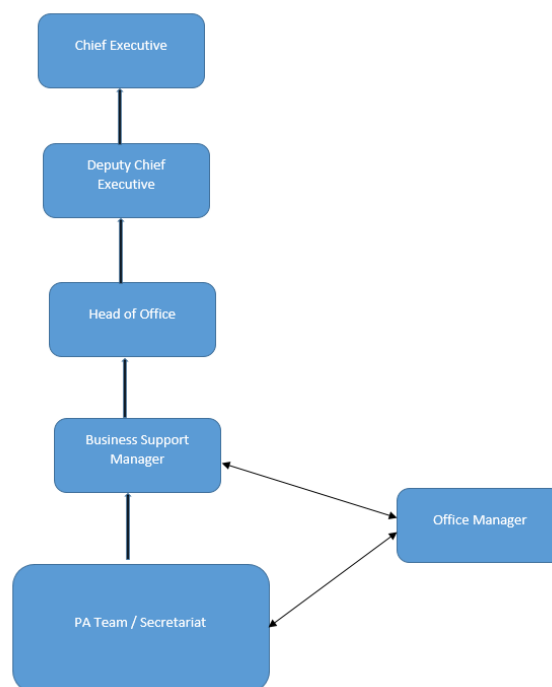 Chief Executive
Deputy Chief
Executive
Head of Office
Business Support
Manager
Office Manager
PA Team / Secretariat